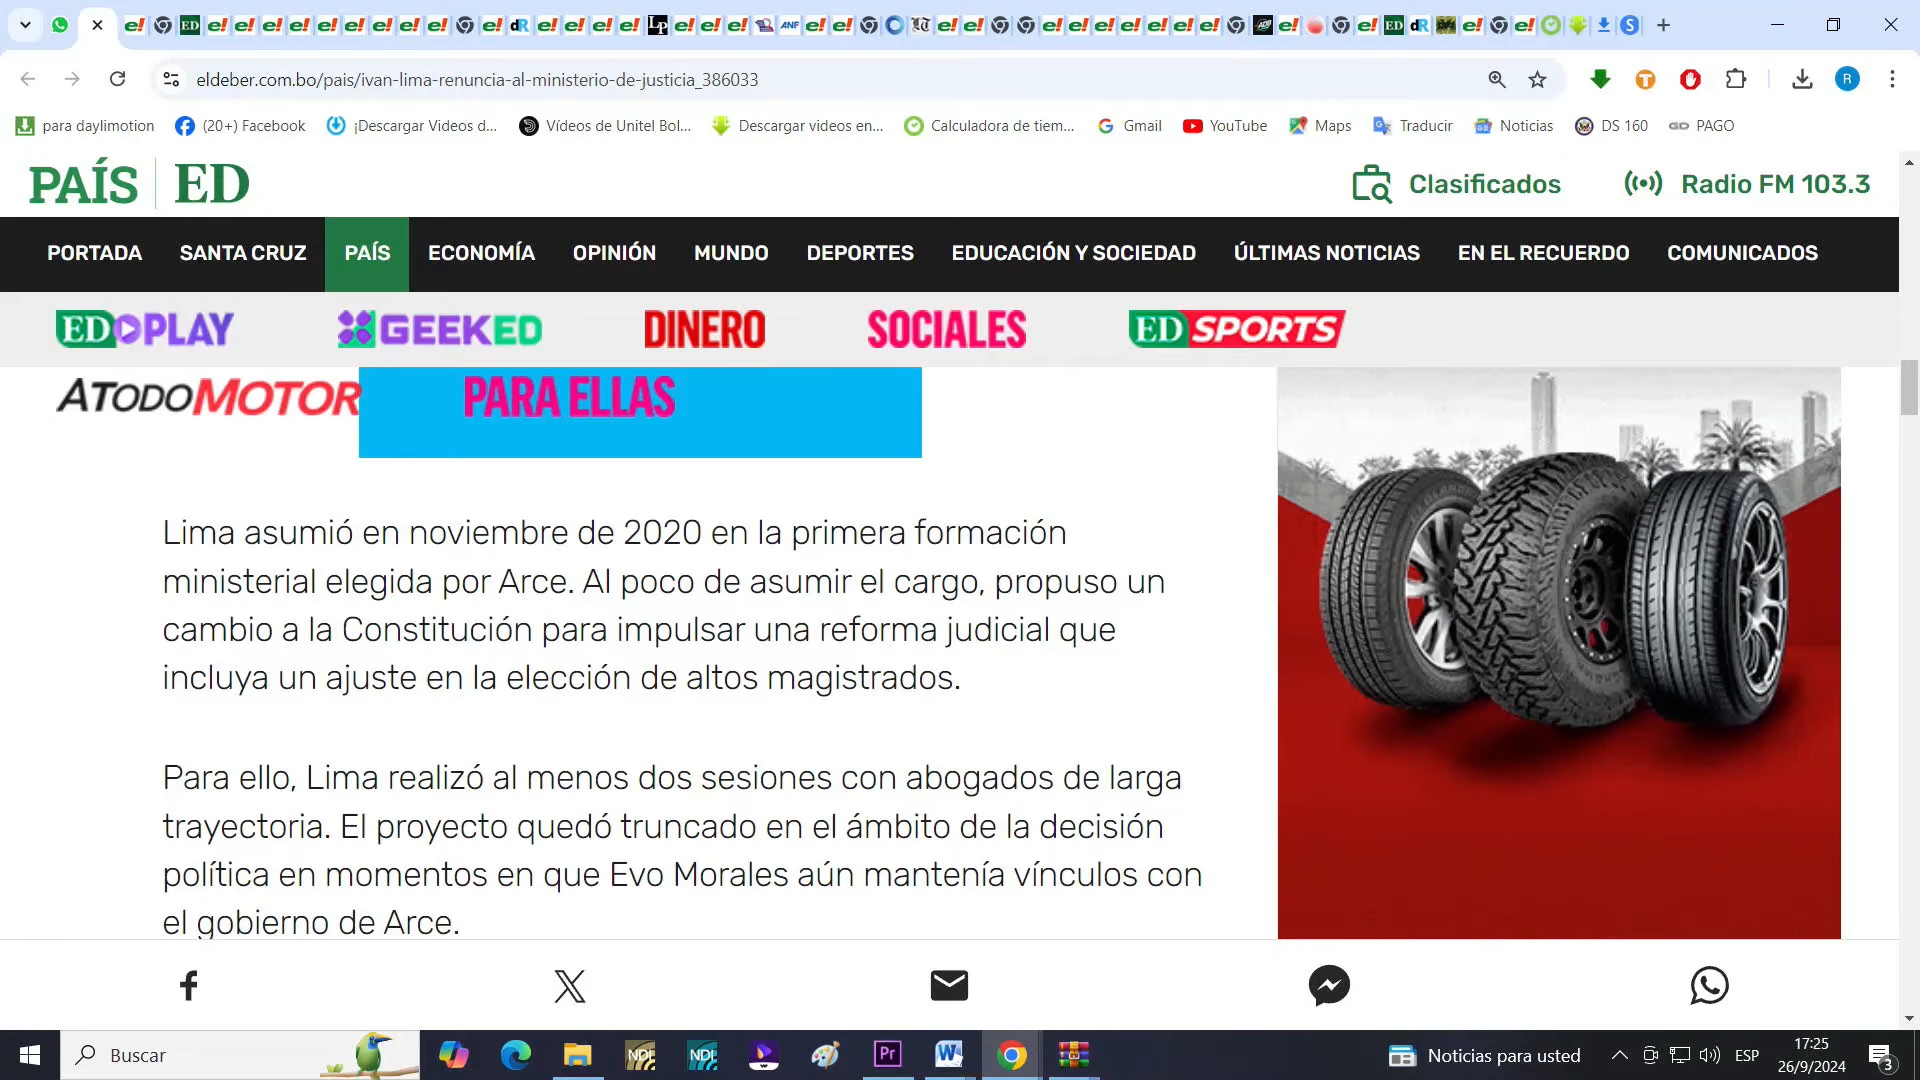 eldeber.com.bo/pais/ivan-lima-renuncia-al-ministerio-de-justicia_386033
para daylimotion
(20+) Facebook
¡Descargar Videos d...
Vídeos de Unitel Bol...
Descargar videos en...
Calculadora de tiem...
Gmail
YouTube
Maps
Traducir
Noticias
DS 160
PAGO
PAÍS ED
Clasificados
Radio FM 103.3
PORTADA
SANTA CRUZ
PAÍS
ECONOMÍA
OPINIÓN
MUNDO
DEPORTES
EDUCACIÓN Y SOCIEDAD
ÚLTIMAS NOTICIAS
EN EL RECUERDO
COMUNICADOS
ED PLAY
GEEKED
DINERO
SOCIALES
ED SPORTS
ATODOMOTOR
PARA ELLAS
Lima asumió en noviembre de 2020 en la primera formación
ministerial elegida por Arce. Al poco de asumir el cargo, propuso un
cambio a la Constitución para impulsar una reforma judicial que
incluya un ajuste en la elección de altos magistrados.
Para ello, Lima realizó al menos dos sesiones con abogados de larga
trayectoria. El proyecto quedó truncado en el ámbito de la decisión
política en momentos en que Evo Morales aún mantenía vínculos con
el gobierno de Arce.
Buscar
Noticias para usted
ESP
17:25
26/9/2024
3